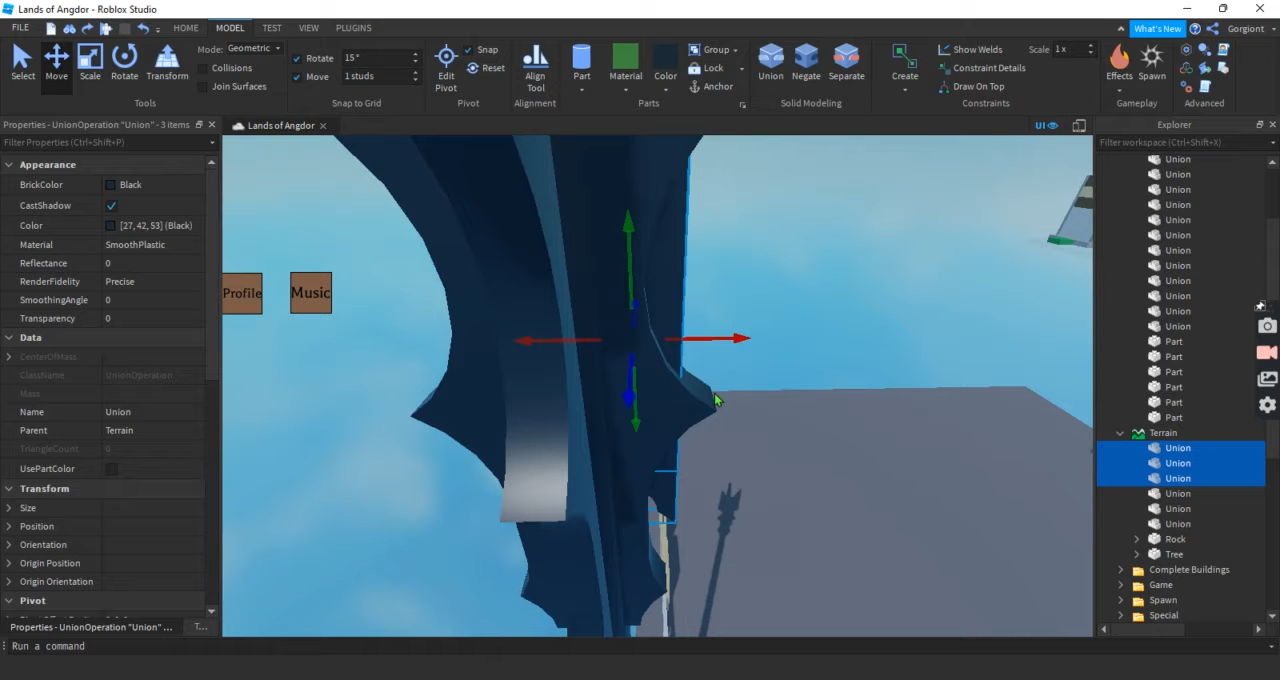 Lands of Angdor - Roblox Studio
FILE HOME MODEL TEST VIEW PLUGINS What's New Gorgiont
Select Move Scale Rotate Transform
Mode: Geometric
Collisions
Join Surfaces
Tools
Rotate 15°
Move 1 studs
Snap to Grid
Edit Pivot
Snap
Reset
Pivot
Align Tool
Alignment
Part Material Color
Group
Lock
Anchor
Parts
Union Negate Separate
Solid Modeling
Create
Show Welds Scale 1x
Constraint Details
Draw On Top
Constraints
Effects Spawn
Gameplay
Advanced
Properties - UnionOperation "Union" - 3 items
Filter Properties (Ctrl+Shift+P)
Appearance
BrickColor Black
CastShadow
Color [27, 42, 53] (Black)
Material SmoothPlastic
Reflectance 0
RenderFidelity Precise
SmoothingAngle 0
Transparency 0
Data
CenterOfMass
ClassName UnionOperation
Mass
Name Union
Parent Terrain
TriangleCount 0
UsePartColor
Transform
Size
Position
Orientation
Origin Position
Origin Orientation
Pivot
Properties - UnionOperation "Union" ... T...
Run a command
Lands of Angdor
UI
Profile Music
Explorer
Filter workspace (Ctrl+Shift+X)
Union
Union
Union
Union
Union
Union
Union
Union
Union
Union
Union
Union
Part
Part
Part
Part
Part
Part
Terrain
Union
Union
Union
Union
Union
Union
Rock
Tree
Complete Buildings
Game
Spawn
Special